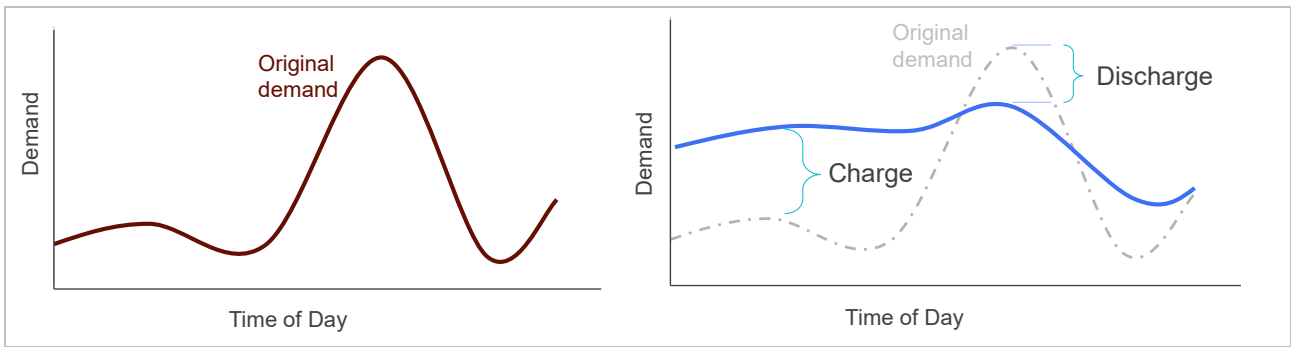 Original
demand
Demand
Time of Day
Original
demand
Discharge
Charge
Demand
Time of Day